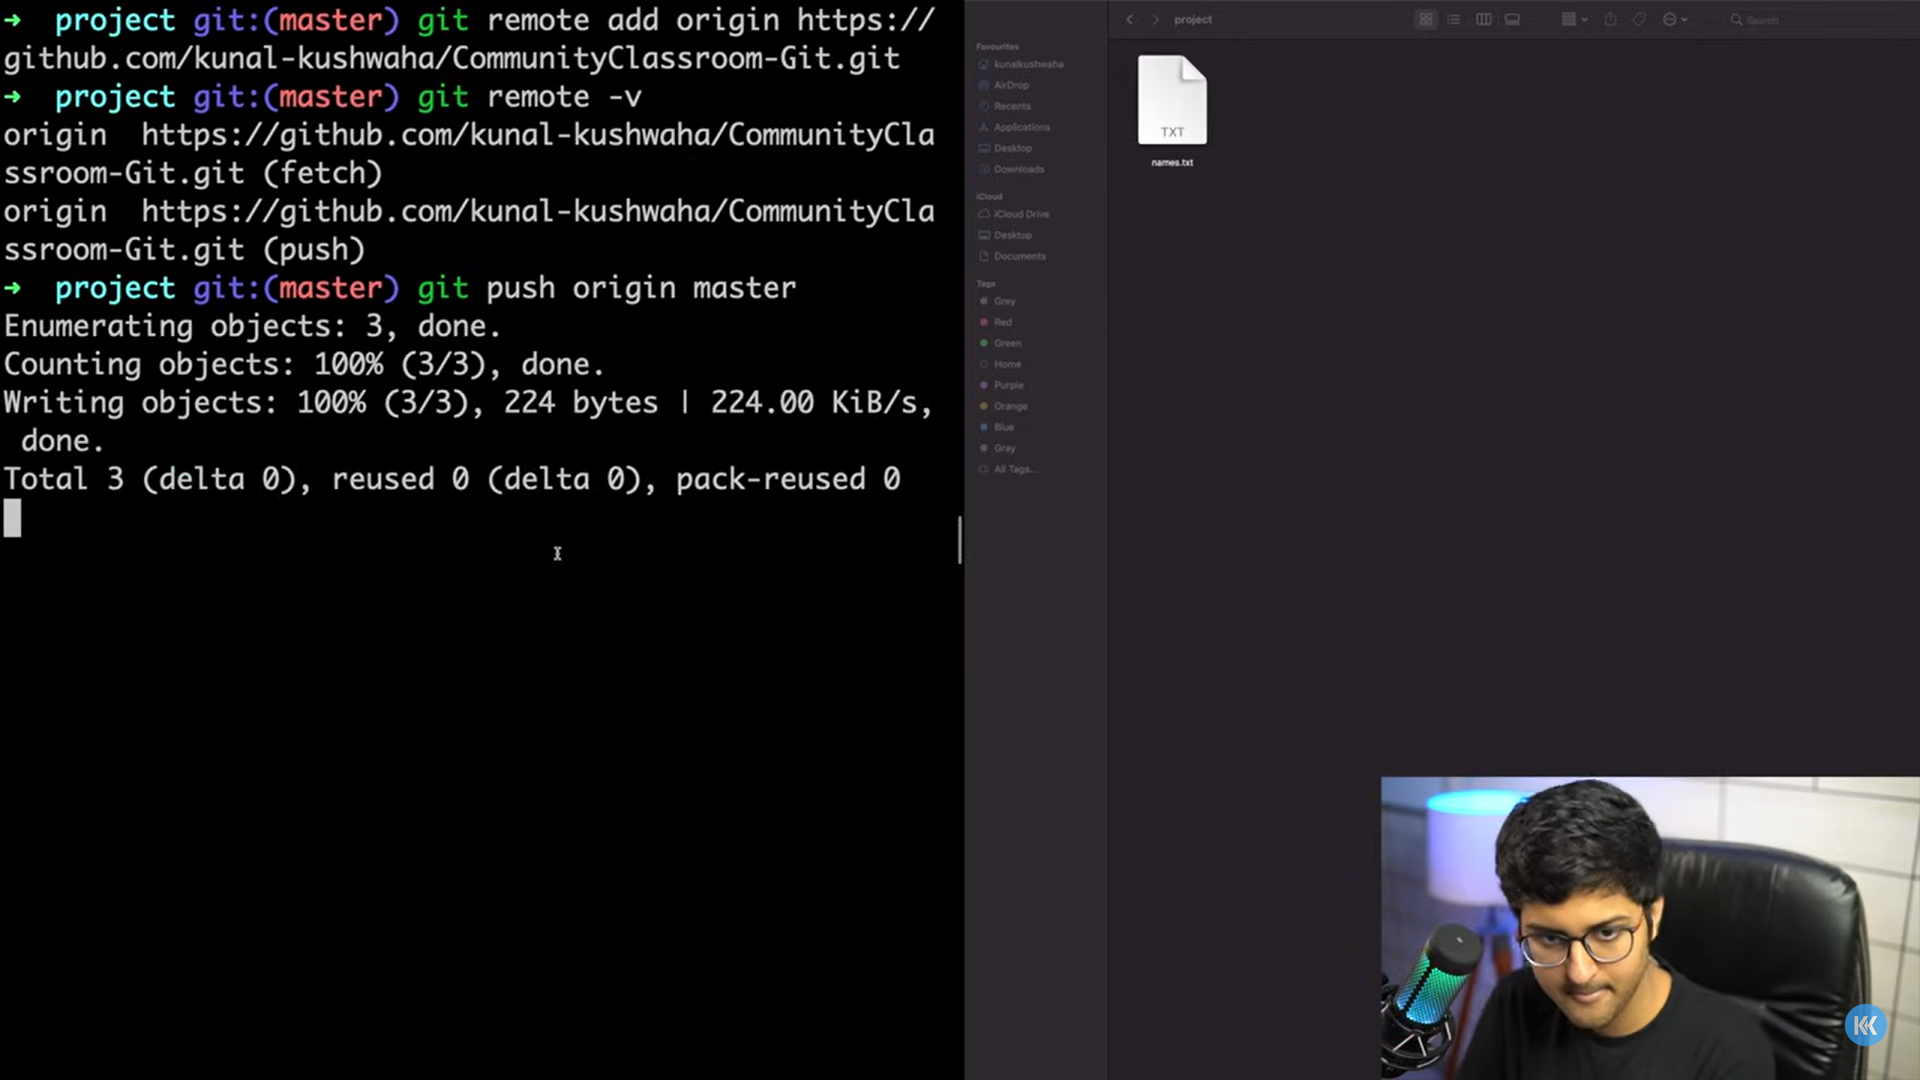 → project git:(master) git remote add origin https://
github.com/kunal-kushwaha/CommunityClassroom-Git.git
→ project git:(master) git remote -v
origin  https://github.com/kunal-kushwaha/CommunityCla
ssroom-Git.git (fetch)
origin  https://github.com/kunal-kushwaha/CommunityCla
ssroom-Git.git (push)
→ project git:(master) git push origin master
Enumerating objects: 3, done.
Counting objects: 100% (3/3), done.
Writing objects: 100% (3/3), 224 bytes | 224.00 KiB/s,
 done.
Total 3 (delta 0), reused 0 (delta 0), pack-reused 0
project
Search
Favourites
kunalkushwaha
AirDrop
Recents
Applications
Desktop
Downloads
iCloud
iCloud Drive
Desktop
Documents
Tags
Grey
Red
Green
Home
Purple
Orange
Blue
Gray
All Tags...
TXT
names.txt
KK